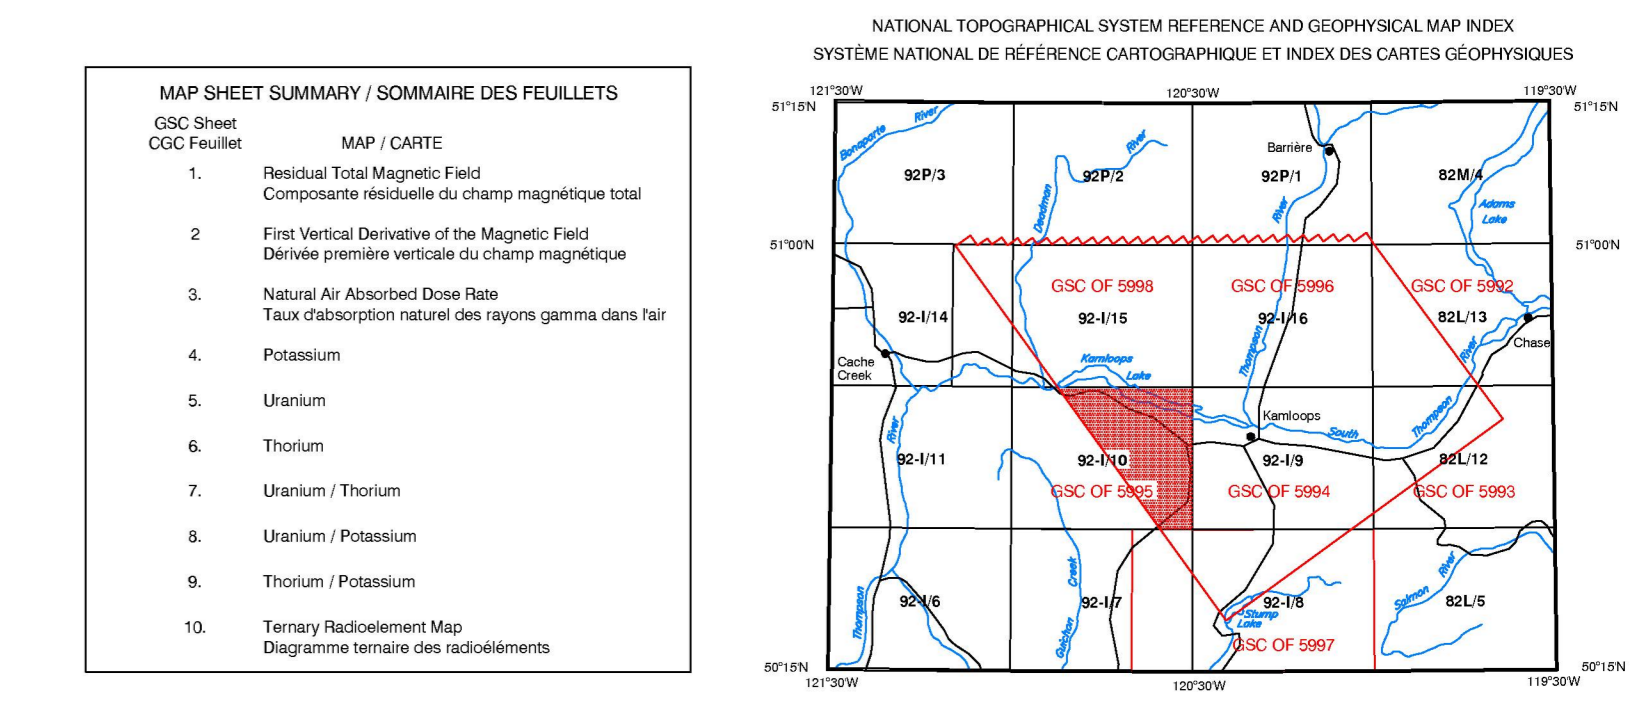 MAP SHEET SUMMARY / SOMMAIRE DES FEUILLETS
GSC Sheet
CGC Feuillet
MAP / CARTE
1.
Residual Total Magnetic Field
Composante résiduelle du champ magnétique total
2
First Vertical Derivative of the Magnetic Field
Dérivée première verticale du champ magnétique
3.
Natural Air Absorbed Dose Rate
Taux d'absorption naturel des rayons gamma dans l'air
4.
Potassium
5.
Uranium
6.
Thorium
7.
Uranium / Thorium
8.
Uranium / Potassium
9.
Thorium / Potassium
10.
Ternary Radioelement Map
Diagramme ternaire des radioéléments
NATIONAL TOPOGRAPHICAL SYSTEM REFERENCE AND GEOPHYSICAL MAP INDEX
SYSTÈME NATIONAL DE RÉFÉRENCE CARTOGRAPHIQUE ET INDEX DES CARTES GÉOPHYSIQUES
121°30'W
120°30'W
119°30'W
51°15'N
51°15'N
Bonaparte River
Deadman River
Barrière
River
92P/3
92P/2
92P/1
82M/4
Adams
Lake
51°00'N
51°00'N
GSC OF 5998
GSC OF 5996
GSC OF 5992
92-I/14
92-I/15
92-I/16
82L/13
Thompson
River
Chase
Cache
Creek
Kamloops
Lake
Kamloops
South
Thompson
River
92-I/11
92-I/10
92-I/9
82L/12
GSC OF 5995
GSC OF 5994
GSC OF 5993
Thompson
Guichon
Creek
Salmon
River
92-I/6
92-I/7
92-I/8
82L/5
Stump
Lake
GSC OF 5997
50°15'N
50°15'N
121°30'W
120°30'W
119°30'W